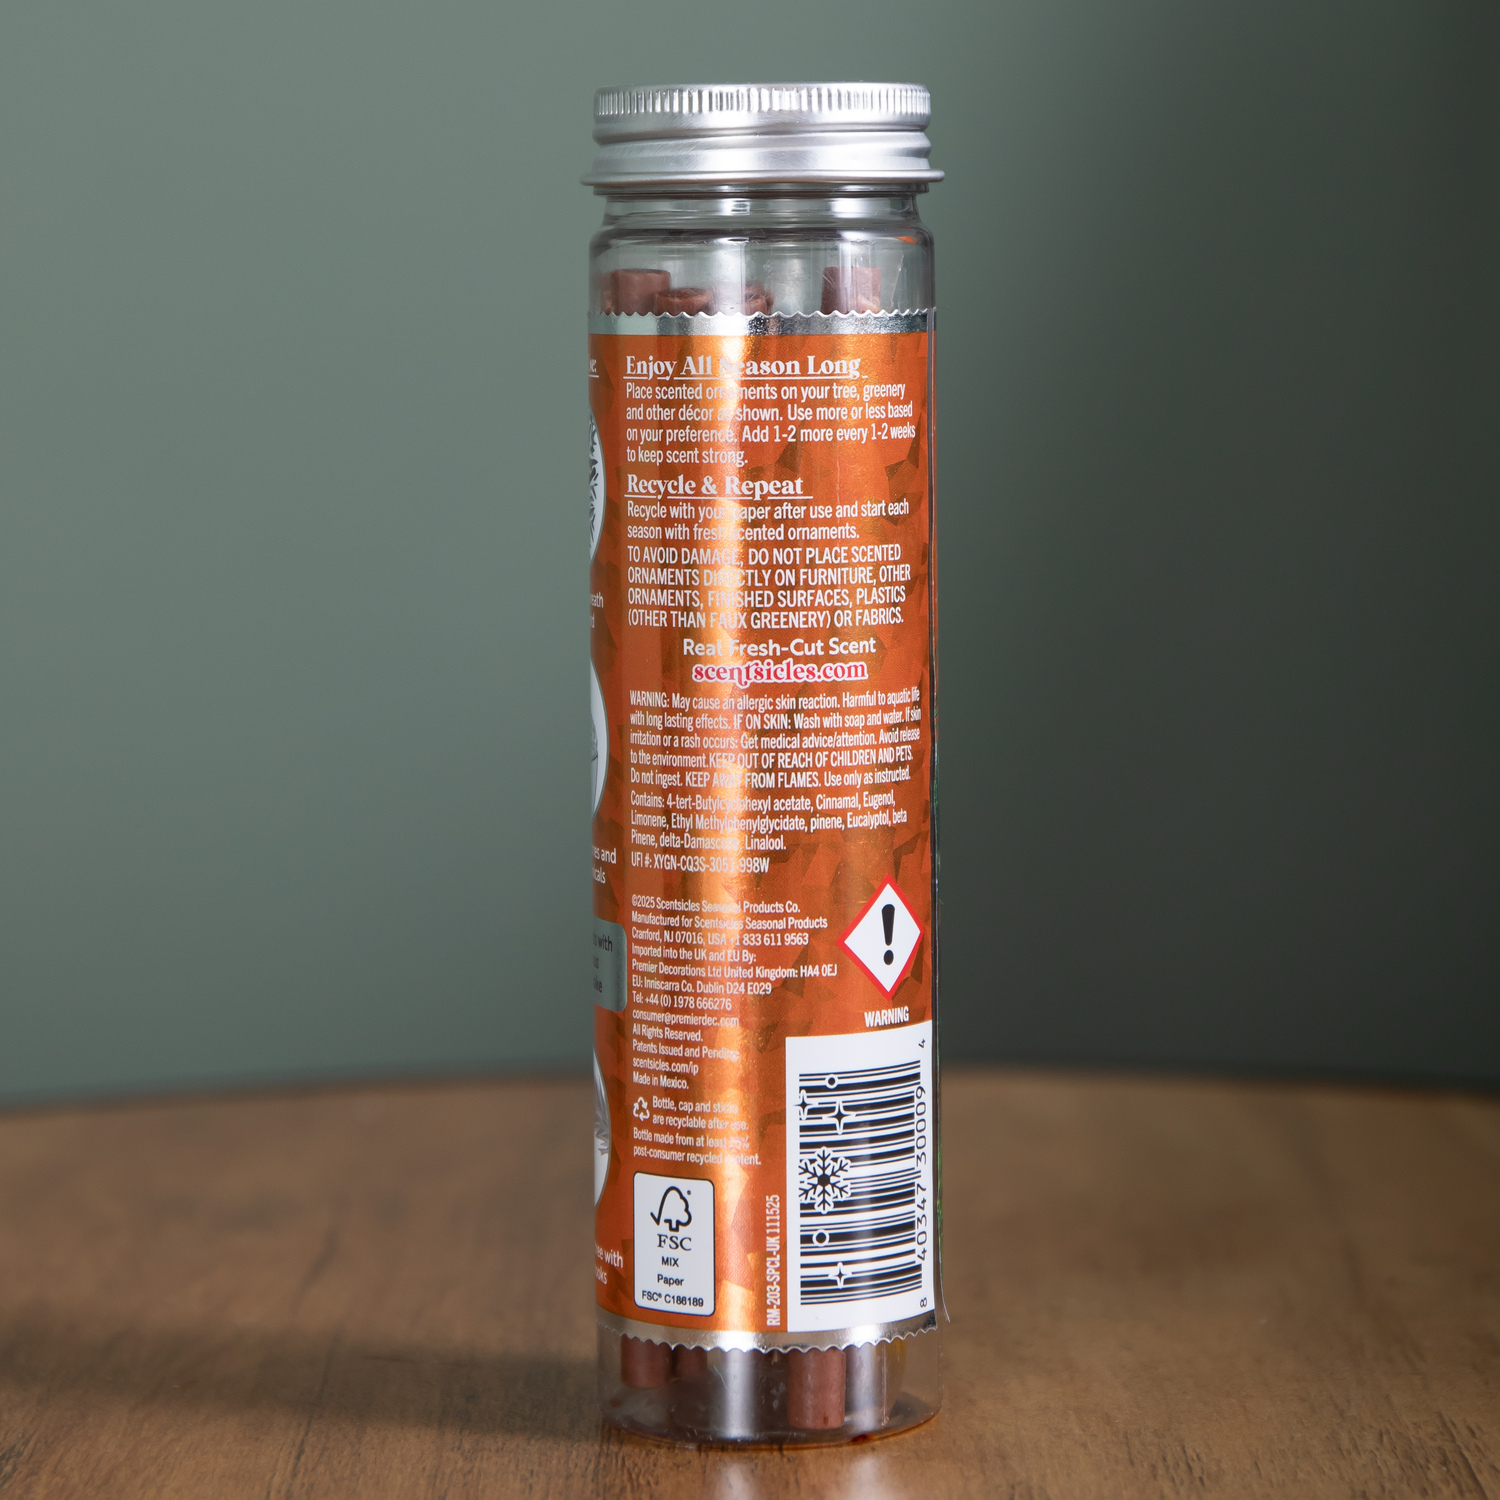 Enjoy All Season Long
Place scented ornaments on your tree, greenery
and other décor as shown. Use more or less based
on your preference. Add 1-2 more every 1-2 weeks
to keep scent strong.
Recycle & Repeat
Recycle with your paper after use and start each
season with fresh scented ornaments.
TO AVOID DAMAGE, DO NOT PLACE SCENTED
ORNAMENTS DIRECTLY ON FURNITURE, OTHER
ORNAMENTS, FINISHED SURFACES, PLASTICS
(OTHER THAN FAUX GREENERY) OR FABRICS.
Real Fresh-Cut Scent
scentsicles.com
WARNING: May cause an allergic skin reaction. Harmful to aquatic life
with long lasting effects. IF ON SKIN: Wash with soap and water. If skin
irritation or a rash occurs: Get medical advice/attention. Avoid release
to the environment.KEEP OUT OF REACH OF CHILDREN AND PETS.
Do not ingest. KEEP AWAY FROM FLAMES. Use only as instructed.
Contains: 4-tert-Butylcyclohexyl acetate, Cinnamal, Eugenol,
Limonene, Ethyl Methylphenylglycidate, pinene, Eucalyptol, beta
Pinene, delta-Damascone, Linalool.
UFI #: XYGN-CQ3S-3051-998W
©2025 Scentsicles Seasonal Products Co.
Manufactured for Scentsicles Seasonal Products
Cranford, NJ 07016, USA +1 833 611 9563
Imported into the UK and EU By:
Premier Decorations Ltd United Kingdom: HA4 0EJ
EU: Inniscarra Co. Dublin D24 E029
Tel: +44 (0) 1978 666276
consumer@premierdec.com
All Rights Reserved.
Patents Issued and Pending:
scentsicles.com/ip
Made in Mexico.
Bottle, cap and sticks
are recyclable after use.
Bottle made from at least
post-consumer recycled content.
WARNING
FSC
MIX
Paper
FSC® C186189
RM-203-SPCL-UK 111525
8 40347 30009 4
and
with
with